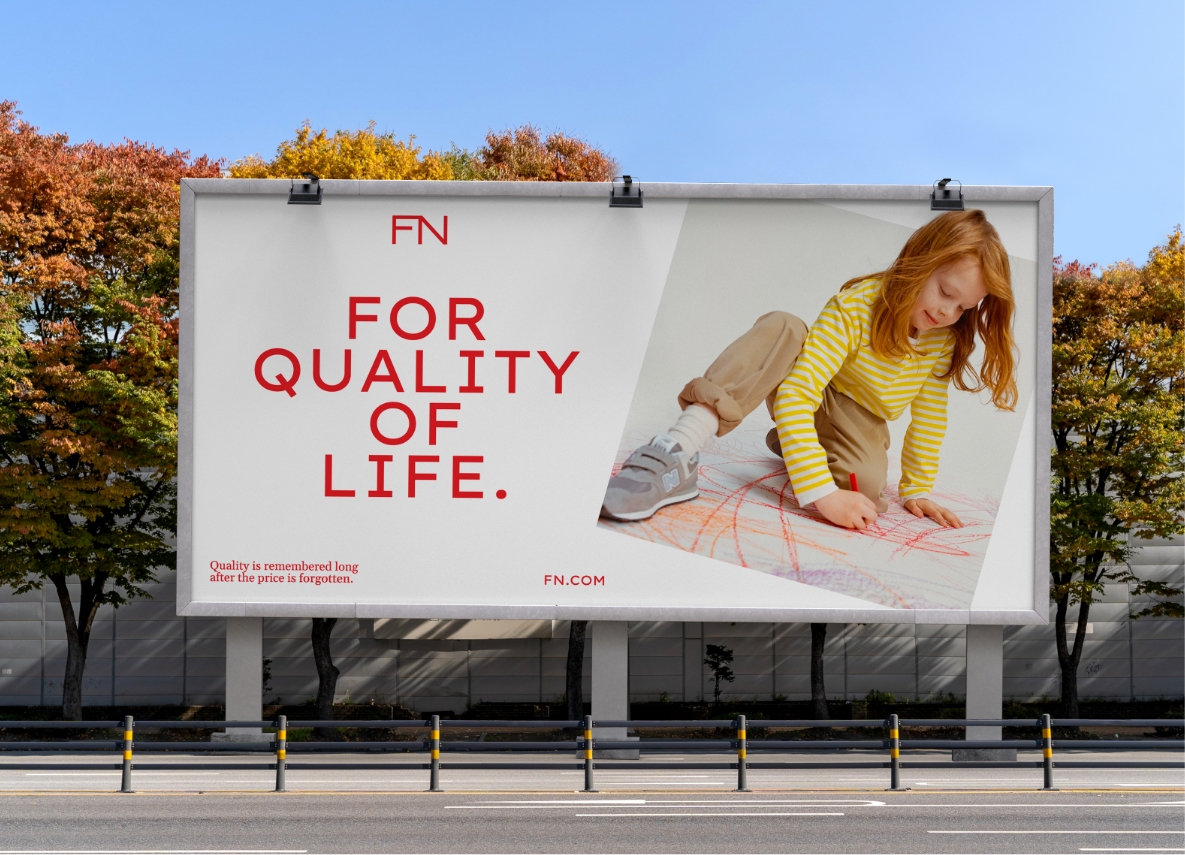 FN
FOR
QUALITY
OF
LIFE.
Quality is remembered long
after the price is forgotten.
FN.COM
N